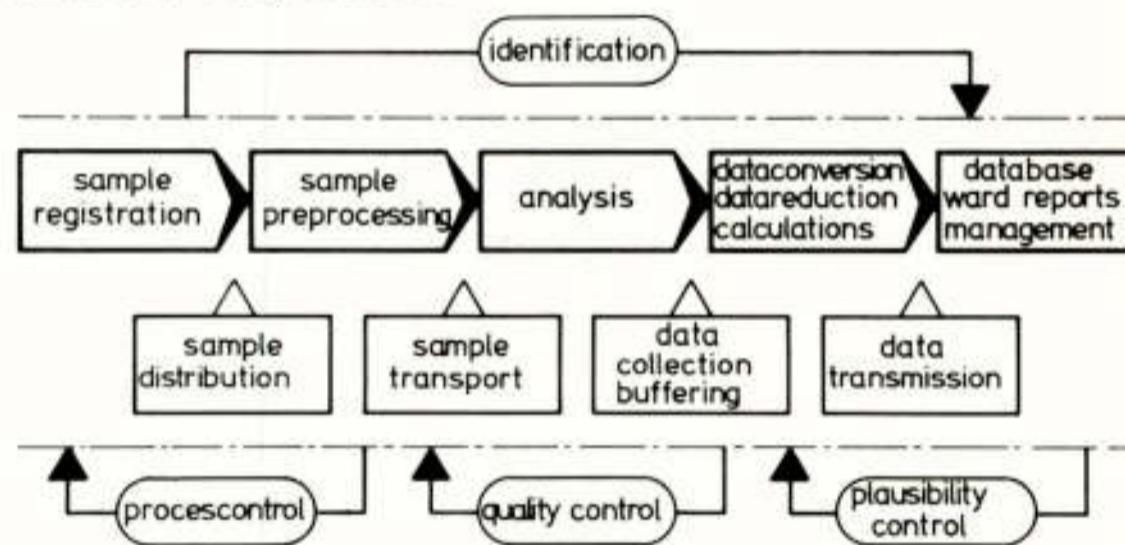 identification
sample
registration
sample
preprocessing
analysis
dataconversion
datareduction
calculations
database
ward reports
management
sample
distribution
sample
transport
data
collection
buffering
data
transmission
procescontrol
quality control
plausibility
control